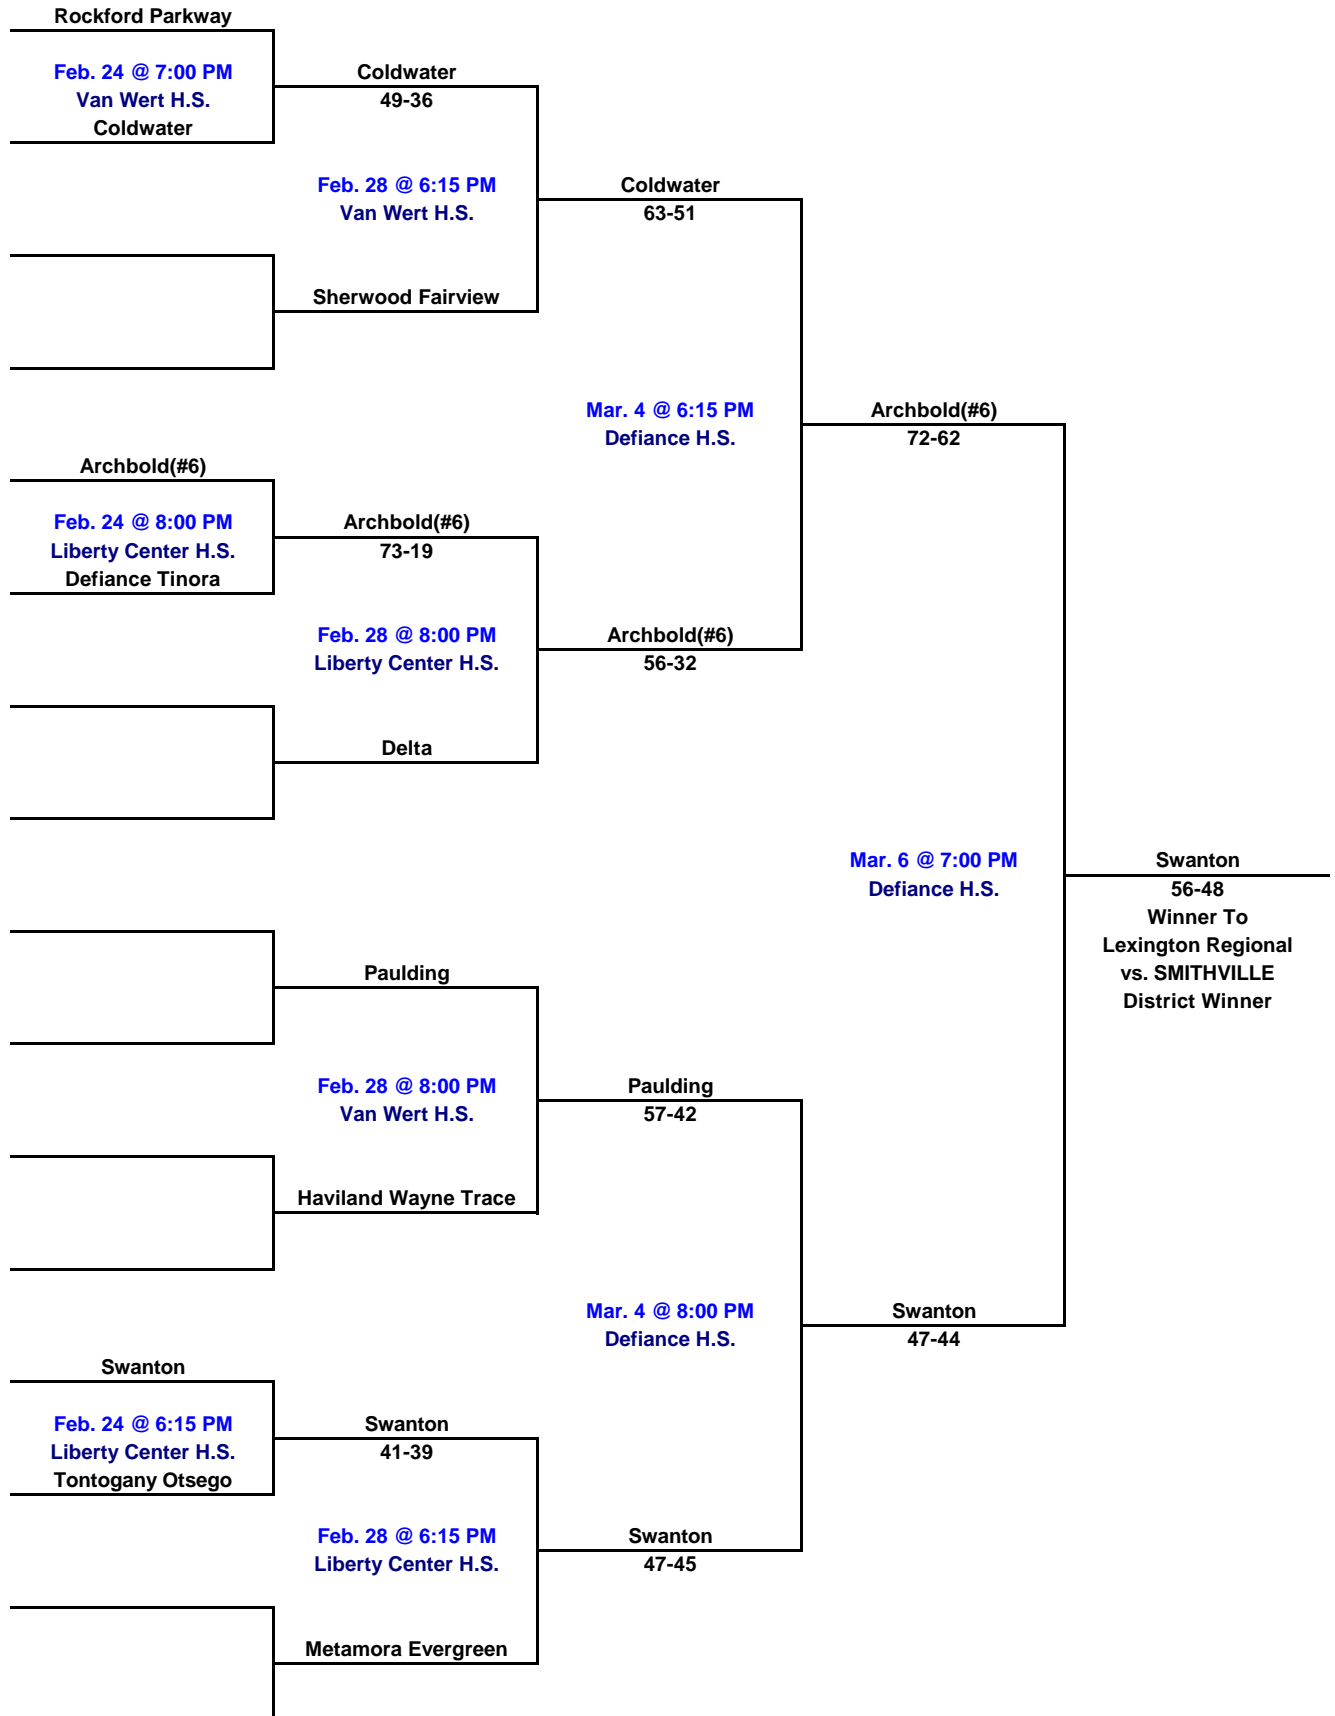 Rockford Parkway
Feb. 24 @ 7:00 PM
Van Wert H.S.
Coldwater
Coldwater
49-36
Feb. 28 @ 6:15 PM
Van Wert H.S.
Sherwood Fairview
Coldwater
63-51
Mar. 4 @ 6:15 PM
Defiance H.S.
Archbold(#6)
72-62
Archbold(#6)
Feb. 24 @ 8:00 PM
Liberty Center H.S.
Defiance Tinora
Archbold(#6)
73-19
Feb. 28 @ 8:00 PM
Liberty Center H.S.
Delta
Archbold(#6)
56-32
Mar. 6 @ 7:00 PM
Defiance H.S.
Swanton
56-48
Winner To
Lexington Regional
vs. SMITHVILLE
District Winner
Paulding
Feb. 28 @ 8:00 PM
Van Wert H.S.
Haviland Wayne Trace
Paulding
57-42
Mar. 4 @ 8:00 PM
Defiance H.S.
Swanton
47-44
Swanton
Feb. 24 @ 6:15 PM
Liberty Center H.S.
Tontogany Otsego
Swanton
41-39
Feb. 28 @ 6:15 PM
Liberty Center H.S.
Metamora Evergreen
Swanton
47-45